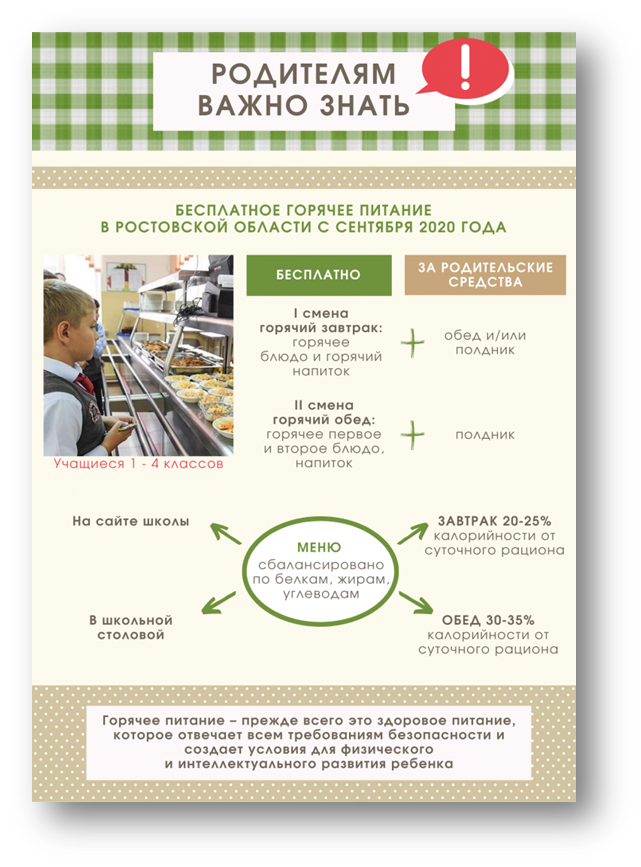 РОДИТЕЛЯМ
ВАЖНО ЗНАТЬ
!
БЕСПЛАТНОЕ ГОРЯЧЕЕ ПИТАНИЕ
В РОСТОВСКОЙ ОБЛАСТИ С СЕНТЯБРЯ 2020 ГОДА
БЕСПЛАТНО
ЗА РОДИТЕЛЬСКИЕ
СРЕДСТВА
I смена
горячий завтрак:
горячее
блюдо и горячий
напиток
+
обед и/или
полдник
II смена
горячий обед:
горячее первое
и второе блюдо,
напиток
+
полдник
Учащиеся 1 - 4 классов
На сайте школы
В школьной
столовой
МЕНЮ
сбалансировано
по белкам, жирам,
углеводам
ЗАВТРАК 20-25%
калорийности от
суточного рациона
ОБЕД 30-35%
калорийности от
суточного рациона
Горячее питание – прежде всего это здоровое питание,
которое отвечает всем требованиям безопасности и
создает условия для физического
и интеллектуального развития ребенка